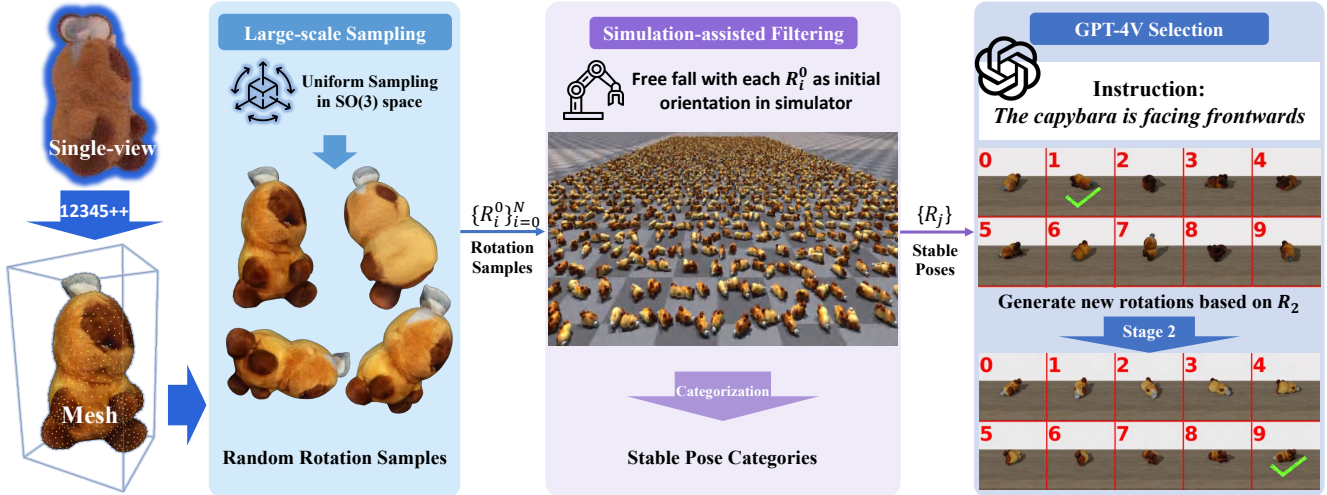 Single-view
12345++
Mesh
Large-scale Sampling
Uniform Sampling
in SO(3) space
Random Rotation Samples
{R_i^0}_{i=0}^N
Rotation
Samples
Simulation-assisted Filtering
Free fall with each R_i^0 as initial
orientation in simulator
Categorization
Stable Pose Categories
{R_j}
Stable
Poses
GPT-4V Selection
Instruction:
The capybara is facing frontwards
0 1 2 3 4
5 6 7 8 9
Generate new rotations based on R_2
Stage 2
0 1 2 3 4
5 6 7 8 9